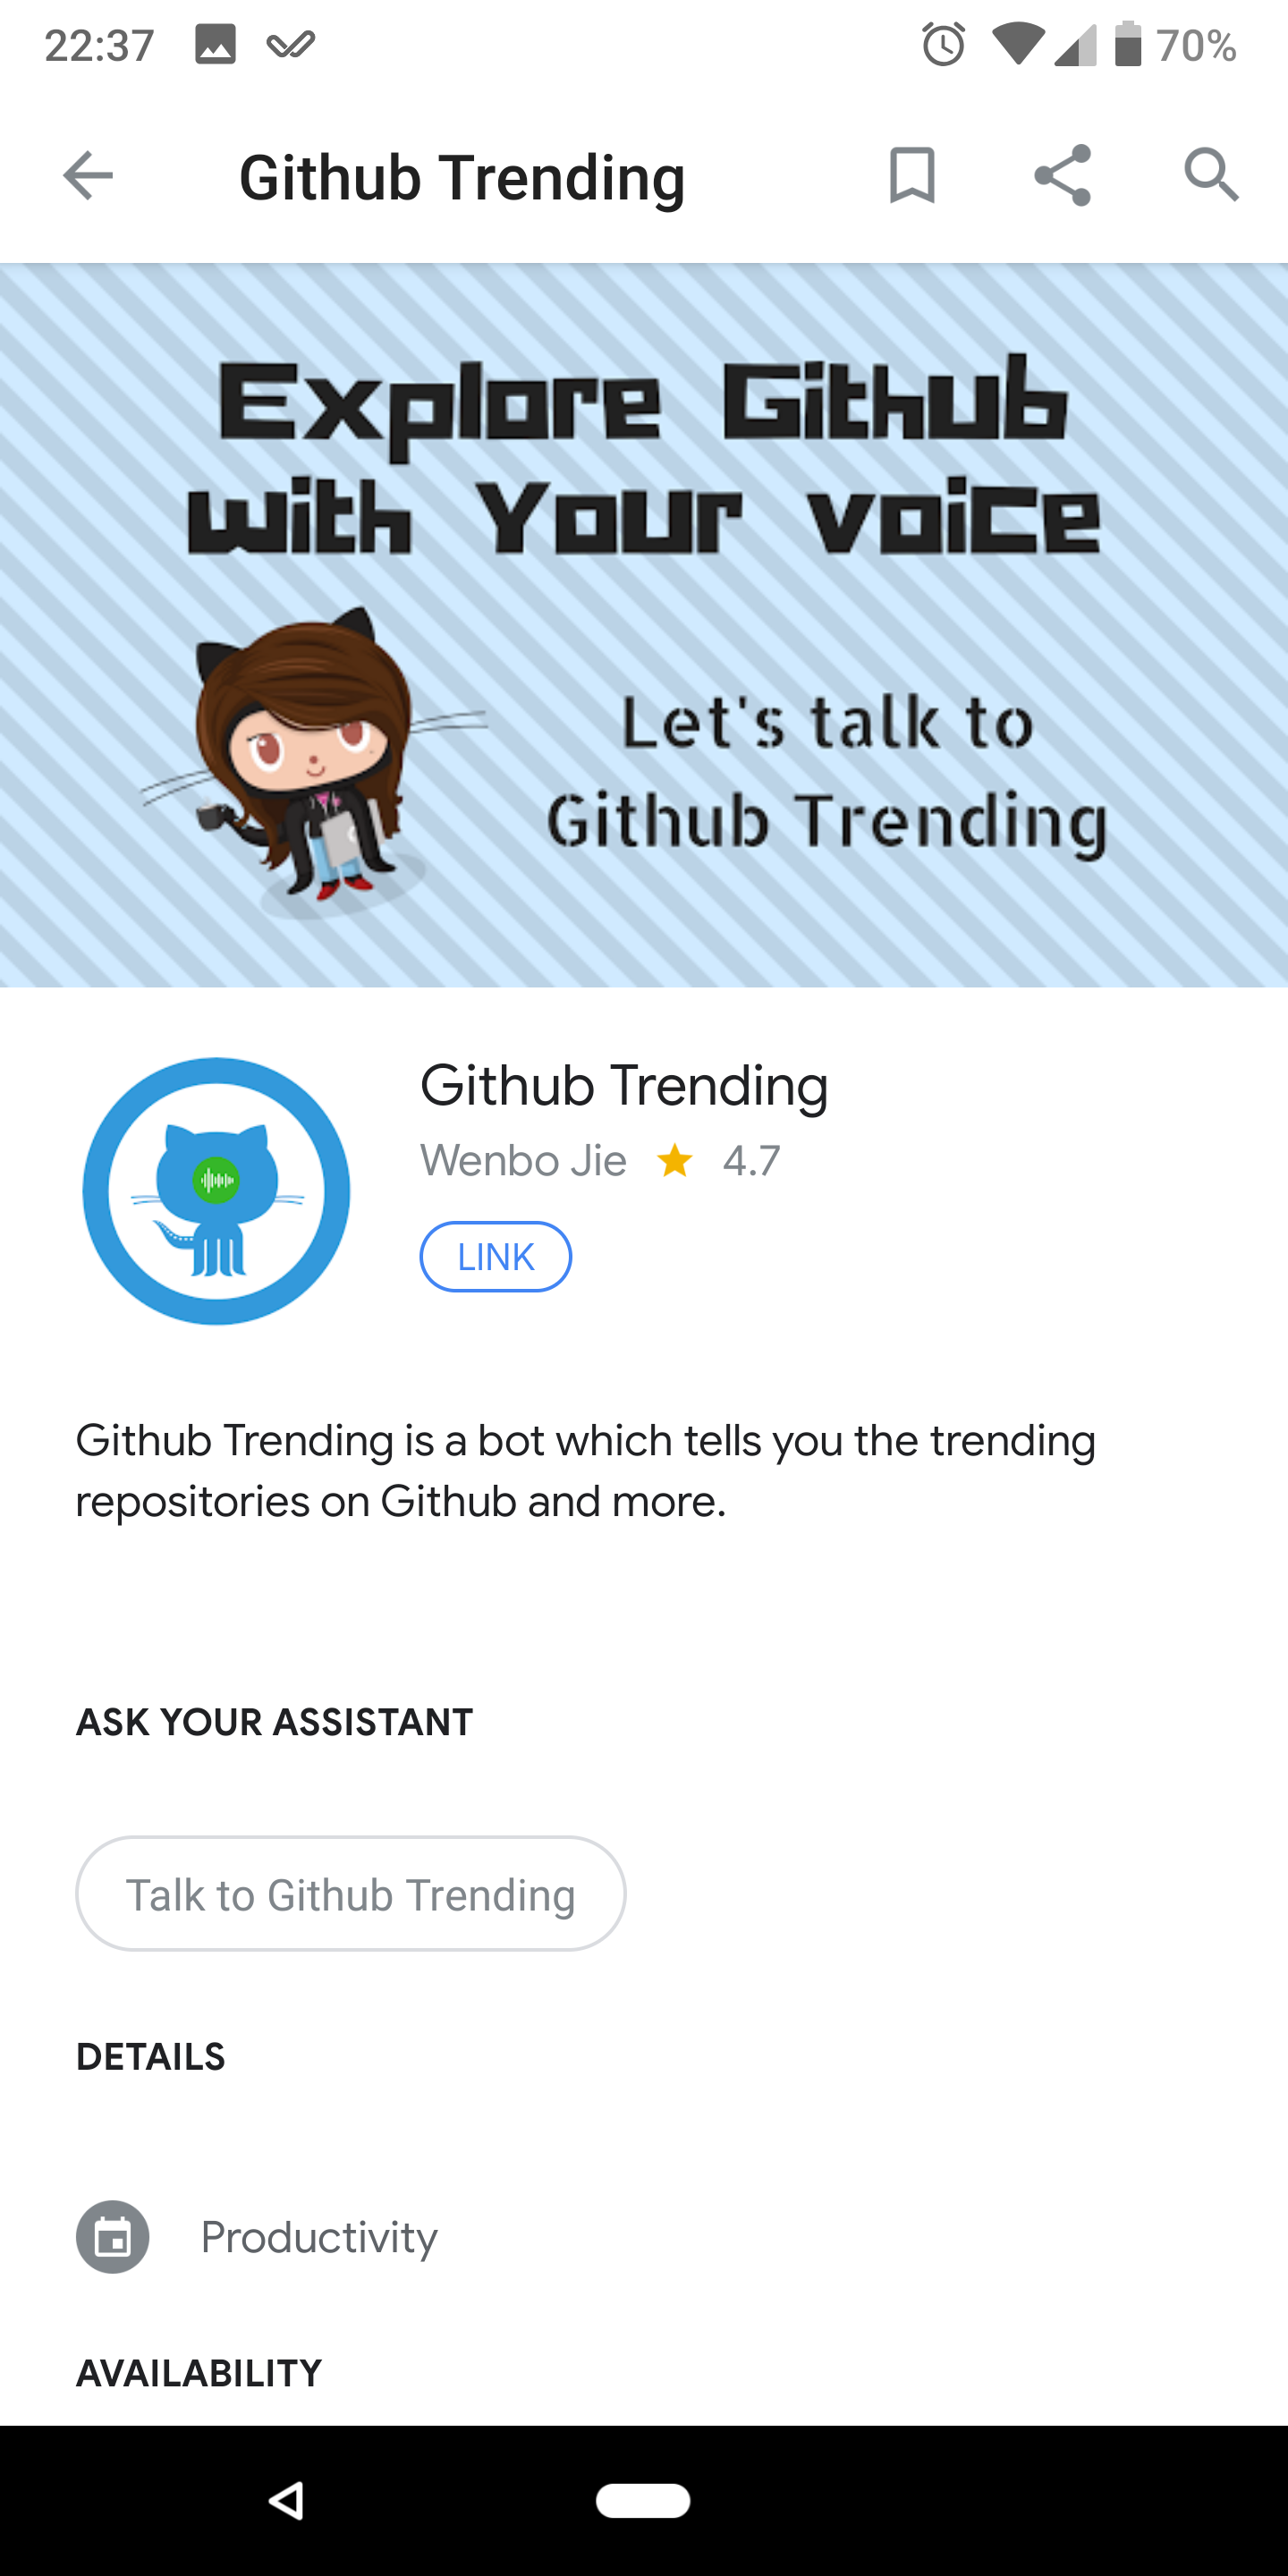 22:37
70%
Github Trending
Explore Github
with Your voice
Let's talk to
Github Trending
Github Trending
Wenbo Jie ★ 4.7
LINK
Github Trending is a bot which tells you the trending
repositories on Github and more.
ASK YOUR ASSISTANT
Talk to Github Trending
DETAILS
Productivity
AVAILABILITY